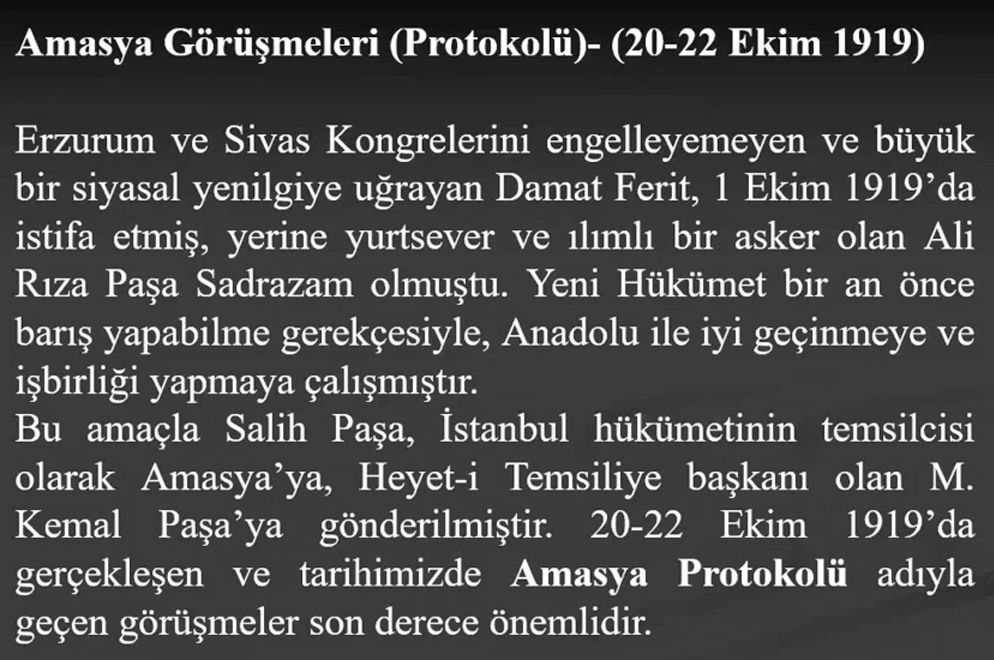 Amasya Görüşmeleri (Protokolü)- (20-22 Ekim 1919)
Erzurum ve Sivas Kongrelerini engelleyemeyen ve büyük
bir siyasal yenilgiye uğrayan Damat Ferit, 1 Ekim 1919’da
istifa etmiş, yerine yurtsever ve ılımlı bir asker olan Ali
Rıza Paşa Sadrazam olmuştu. Yeni Hükümet bir an önce
barış yapabilme gerekçesiyle, Anadolu ile iyi geçinmeye ve
işbirliği yapmaya çalışmıştır.
Bu amaçla Salih Paşa, İstanbul hükümetinin temsilcisi
olarak Amasya’ya, Heyet-i Temsiliye başkanı olan M.
Kemal Paşa’ya gönderilmiştir. 20-22 Ekim 1919’da
gerçekleşen ve tarihimizde Amasya Protokolü adıyla
geçen görüşmeler son derece önemlidir.